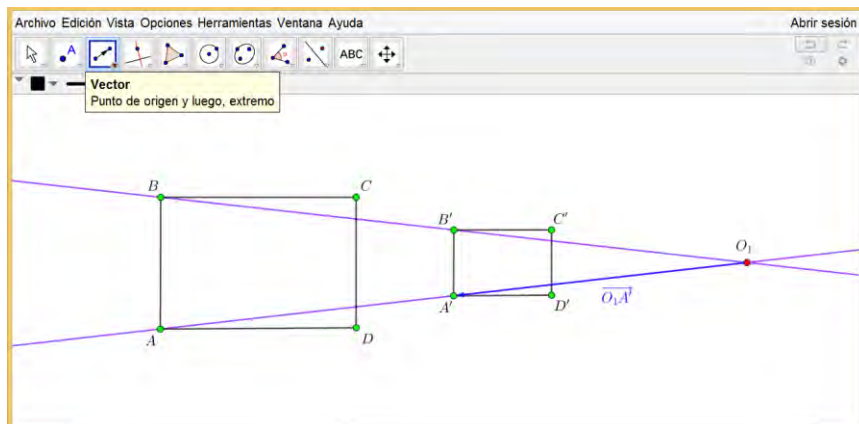 Archivo Edición Vista Opciones Herramientas Ventana Ayuda Abrir sesión
A ABC
Vector
Punto de origen y luego, extremo
B C
B′ C′
O₁
A′ O₁A′ D′
A D